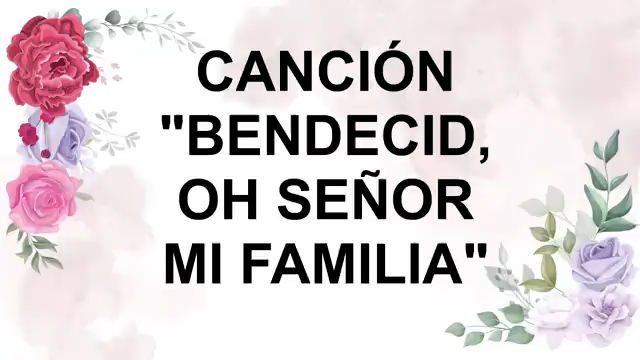 CANCIÓN
"BENDECID,
OH SEÑOR
MI FAMILIA"